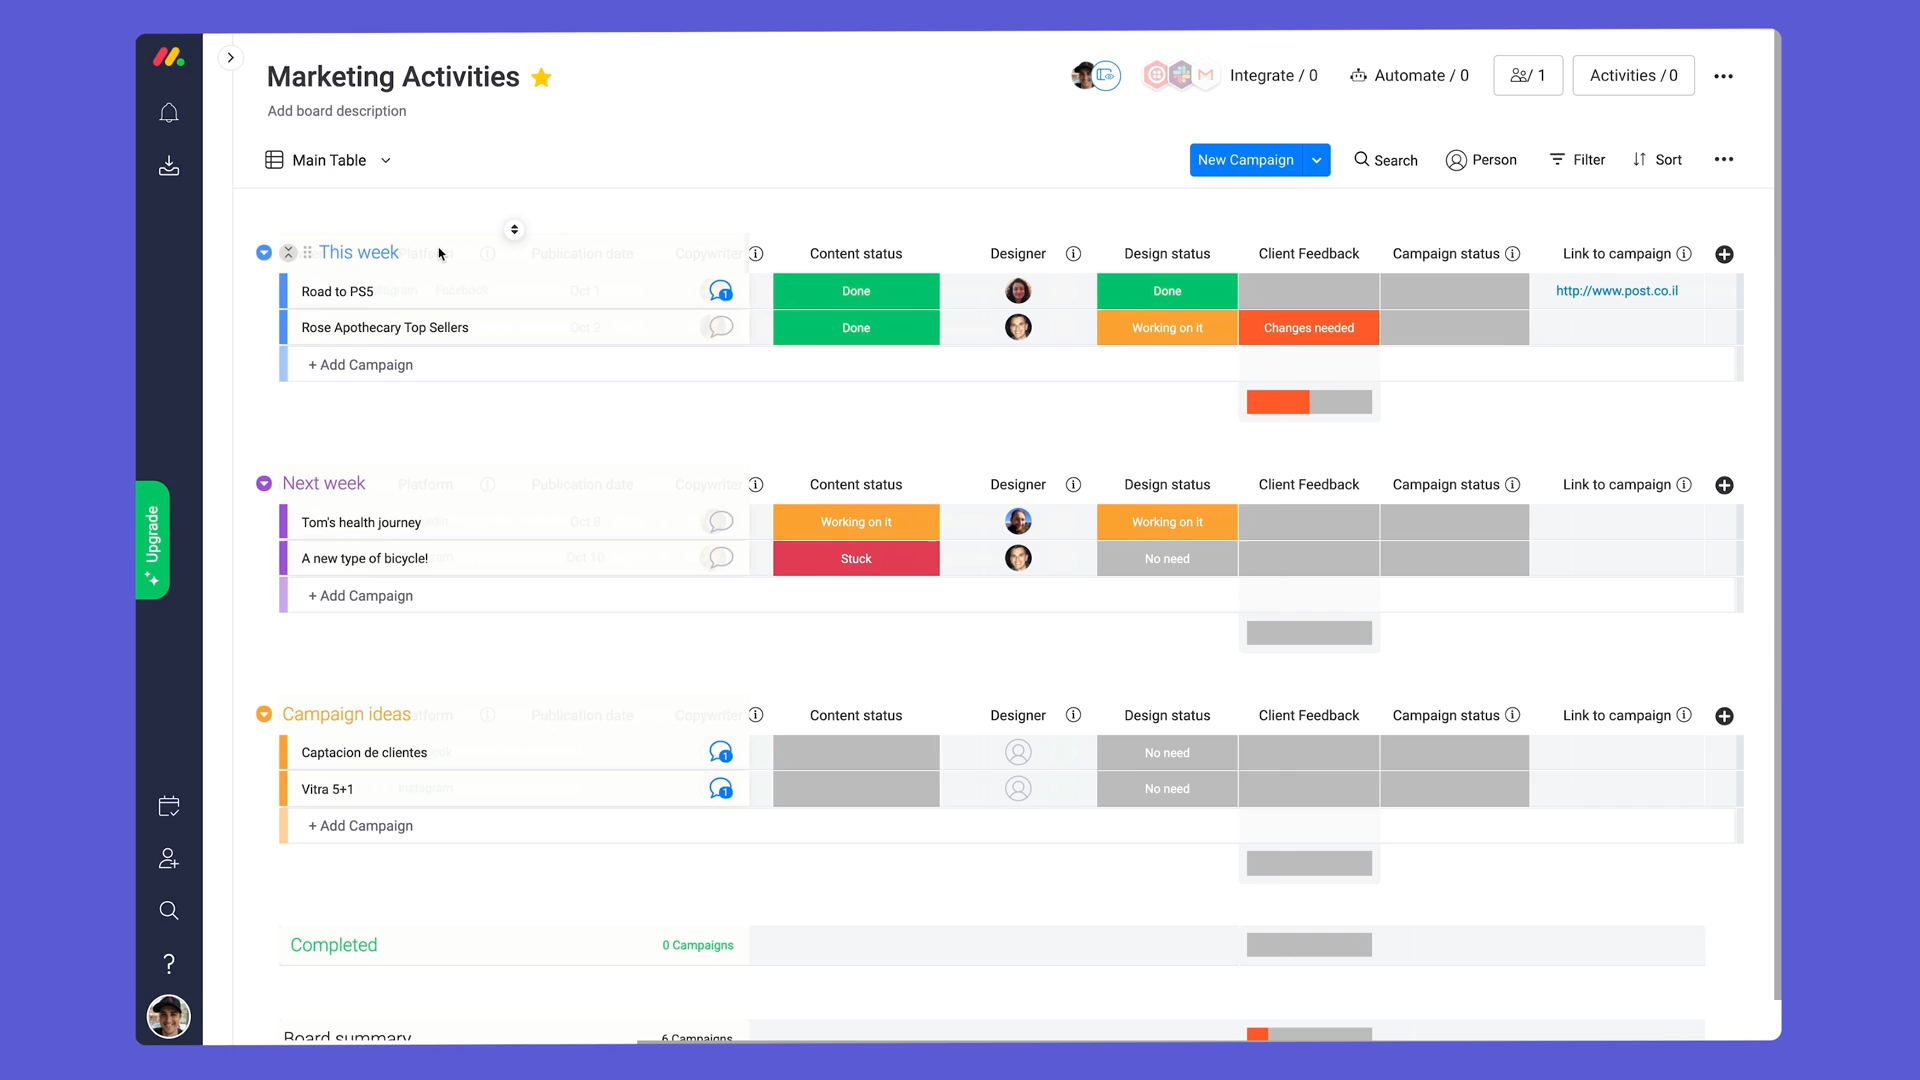 Marketing Activities
Integrate / 0
Automate / 0
/ 1
Activities / 0
Add board description
Main Table
New Campaign
Search
Person
Filter
Sort
This week Platform Publication date Copywriter Content status Designer Design status Client Feedback Campaign status Link to campaign
Road to PS5 Facebook Oct 1 1 Done Done http://www.post.co.il
Rose Apothecary Top Sellers Oct 2 Done Working on it Changes needed
+ Add Campaign
Next week Platform Publication date Copywriter Content status Designer Design status Client Feedback Campaign status Link to campaign
Tom's health journey Oct 8 Working on it Working on it
A new type of bicycle! Oct 10 Stuck No need
+ Add Campaign
Upgrade
Campaign ideas Publication date Copywriter Content status Designer Design status Client Feedback Campaign status Link to campaign
Captacion de clientes 1 No need
Vitra 5+1 Instagram 1 No need
+ Add Campaign
Completed 0 Campaigns
Board summary 6 Campaigns